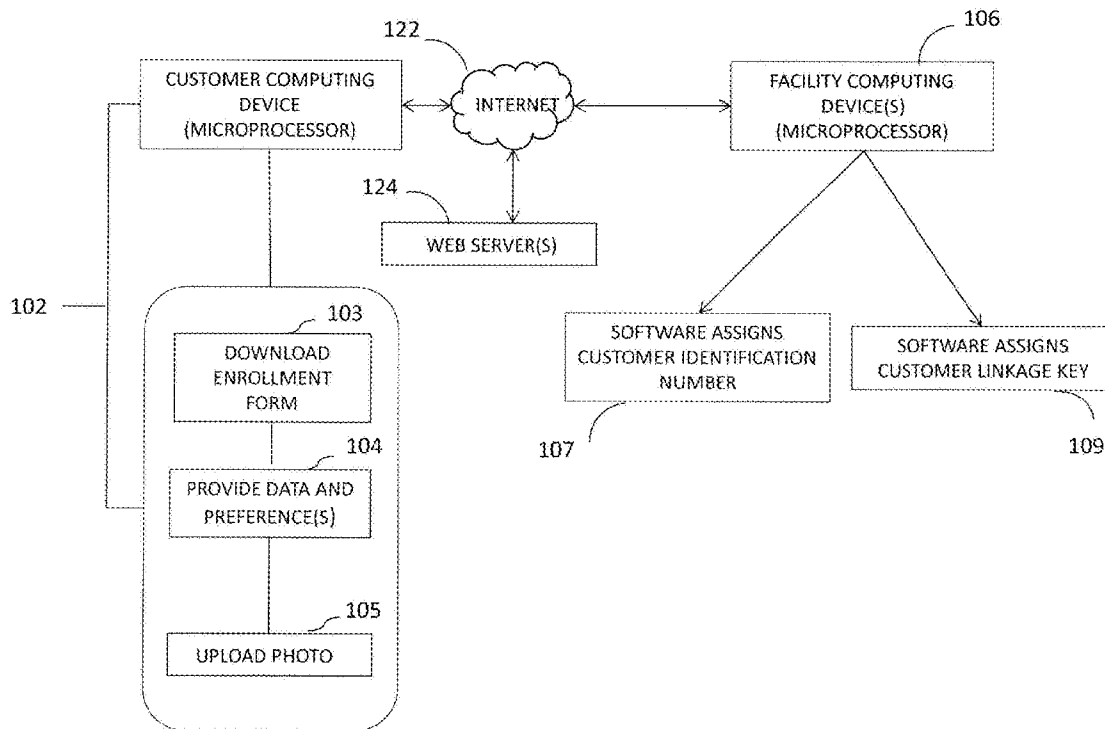 122
106
CUSTOMER COMPUTING
DEVICE
(MICROPROCESSOR)
INTERNET
FACILITY COMPUTING
DEVICE(S)
(MICROPROCESSOR)
124
WEB SERVER(S)
102
103
DOWNLOAD
ENROLLMENT
FORM
SOFTWARE ASSIGNS
CUSTOMER IDENTIFICATION
NUMBER
SOFTWARE ASSIGNS
CUSTOMER LINKAGE KEY
107
109
104
PROVIDE DATA AND
PREFERENCE(S)
105
UPLOAD PHOTO